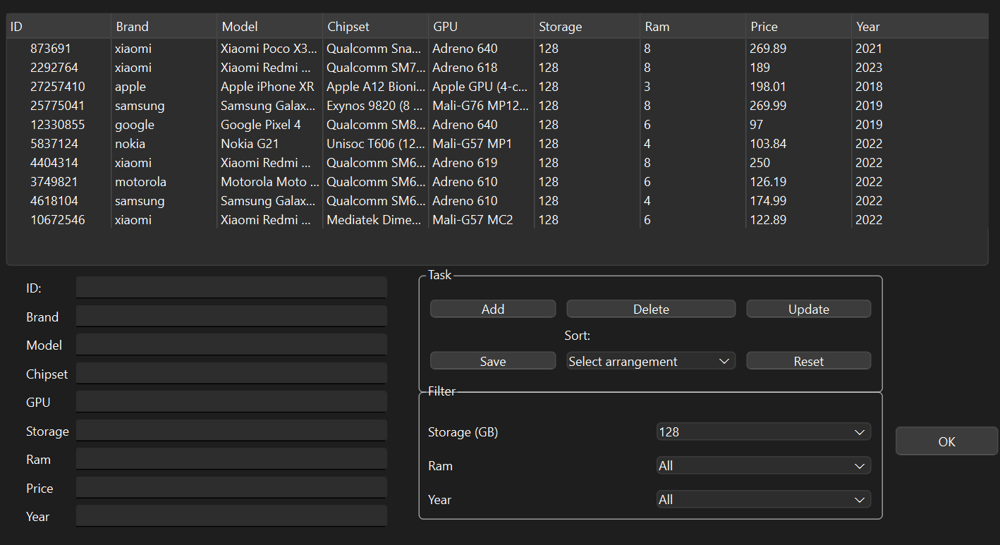 ID Brand Model Chipset GPU Storage Ram Price Year
873691 xiaomi Xiaomi Poco X3... Qualcomm Sna... Adreno 640 128 8 269.89 2021
2292764 xiaomi Xiaomi Redmi ... Qualcomm SM7... Adreno 618 128 8 189 2023
27257410 apple Apple iPhone XR Apple A12 Bioni... Apple GPU (4-c... 128 3 198.01 2018
25775041 samsung Samsung Galax... Exynos 9820 (8 ... Mali-G76 MP12... 128 8 269.99 2019
12330855 google Google Pixel 4 Qualcomm SM8... Adreno 640 128 6 97 2019
5837124 nokia Nokia G21 Unisoc T606 (12... Mali-G57 MP1 128 4 103.84 2022
4404314 xiaomi Xiaomi Redmi ... Qualcomm SM6... Adreno 619 128 8 250 2022
3749821 motorola Motorola Moto ... Qualcomm SM6... Adreno 610 128 6 126.19 2022
4618104 samsung Samsung Galax... Qualcomm SM6... Adreno 610 128 4 174.99 2022
10672546 xiaomi Xiaomi Redmi ... Mediatek Dime... Mali-G57 MC2 128 6 122.89 2022
ID:
Brand
Model
Chipset
GPU
Storage
Ram
Price
Year
Task
Add Delete Update
Sort:
Save Select arrangement Reset
Filter
Storage (GB) 128
Ram All
Year All
OK